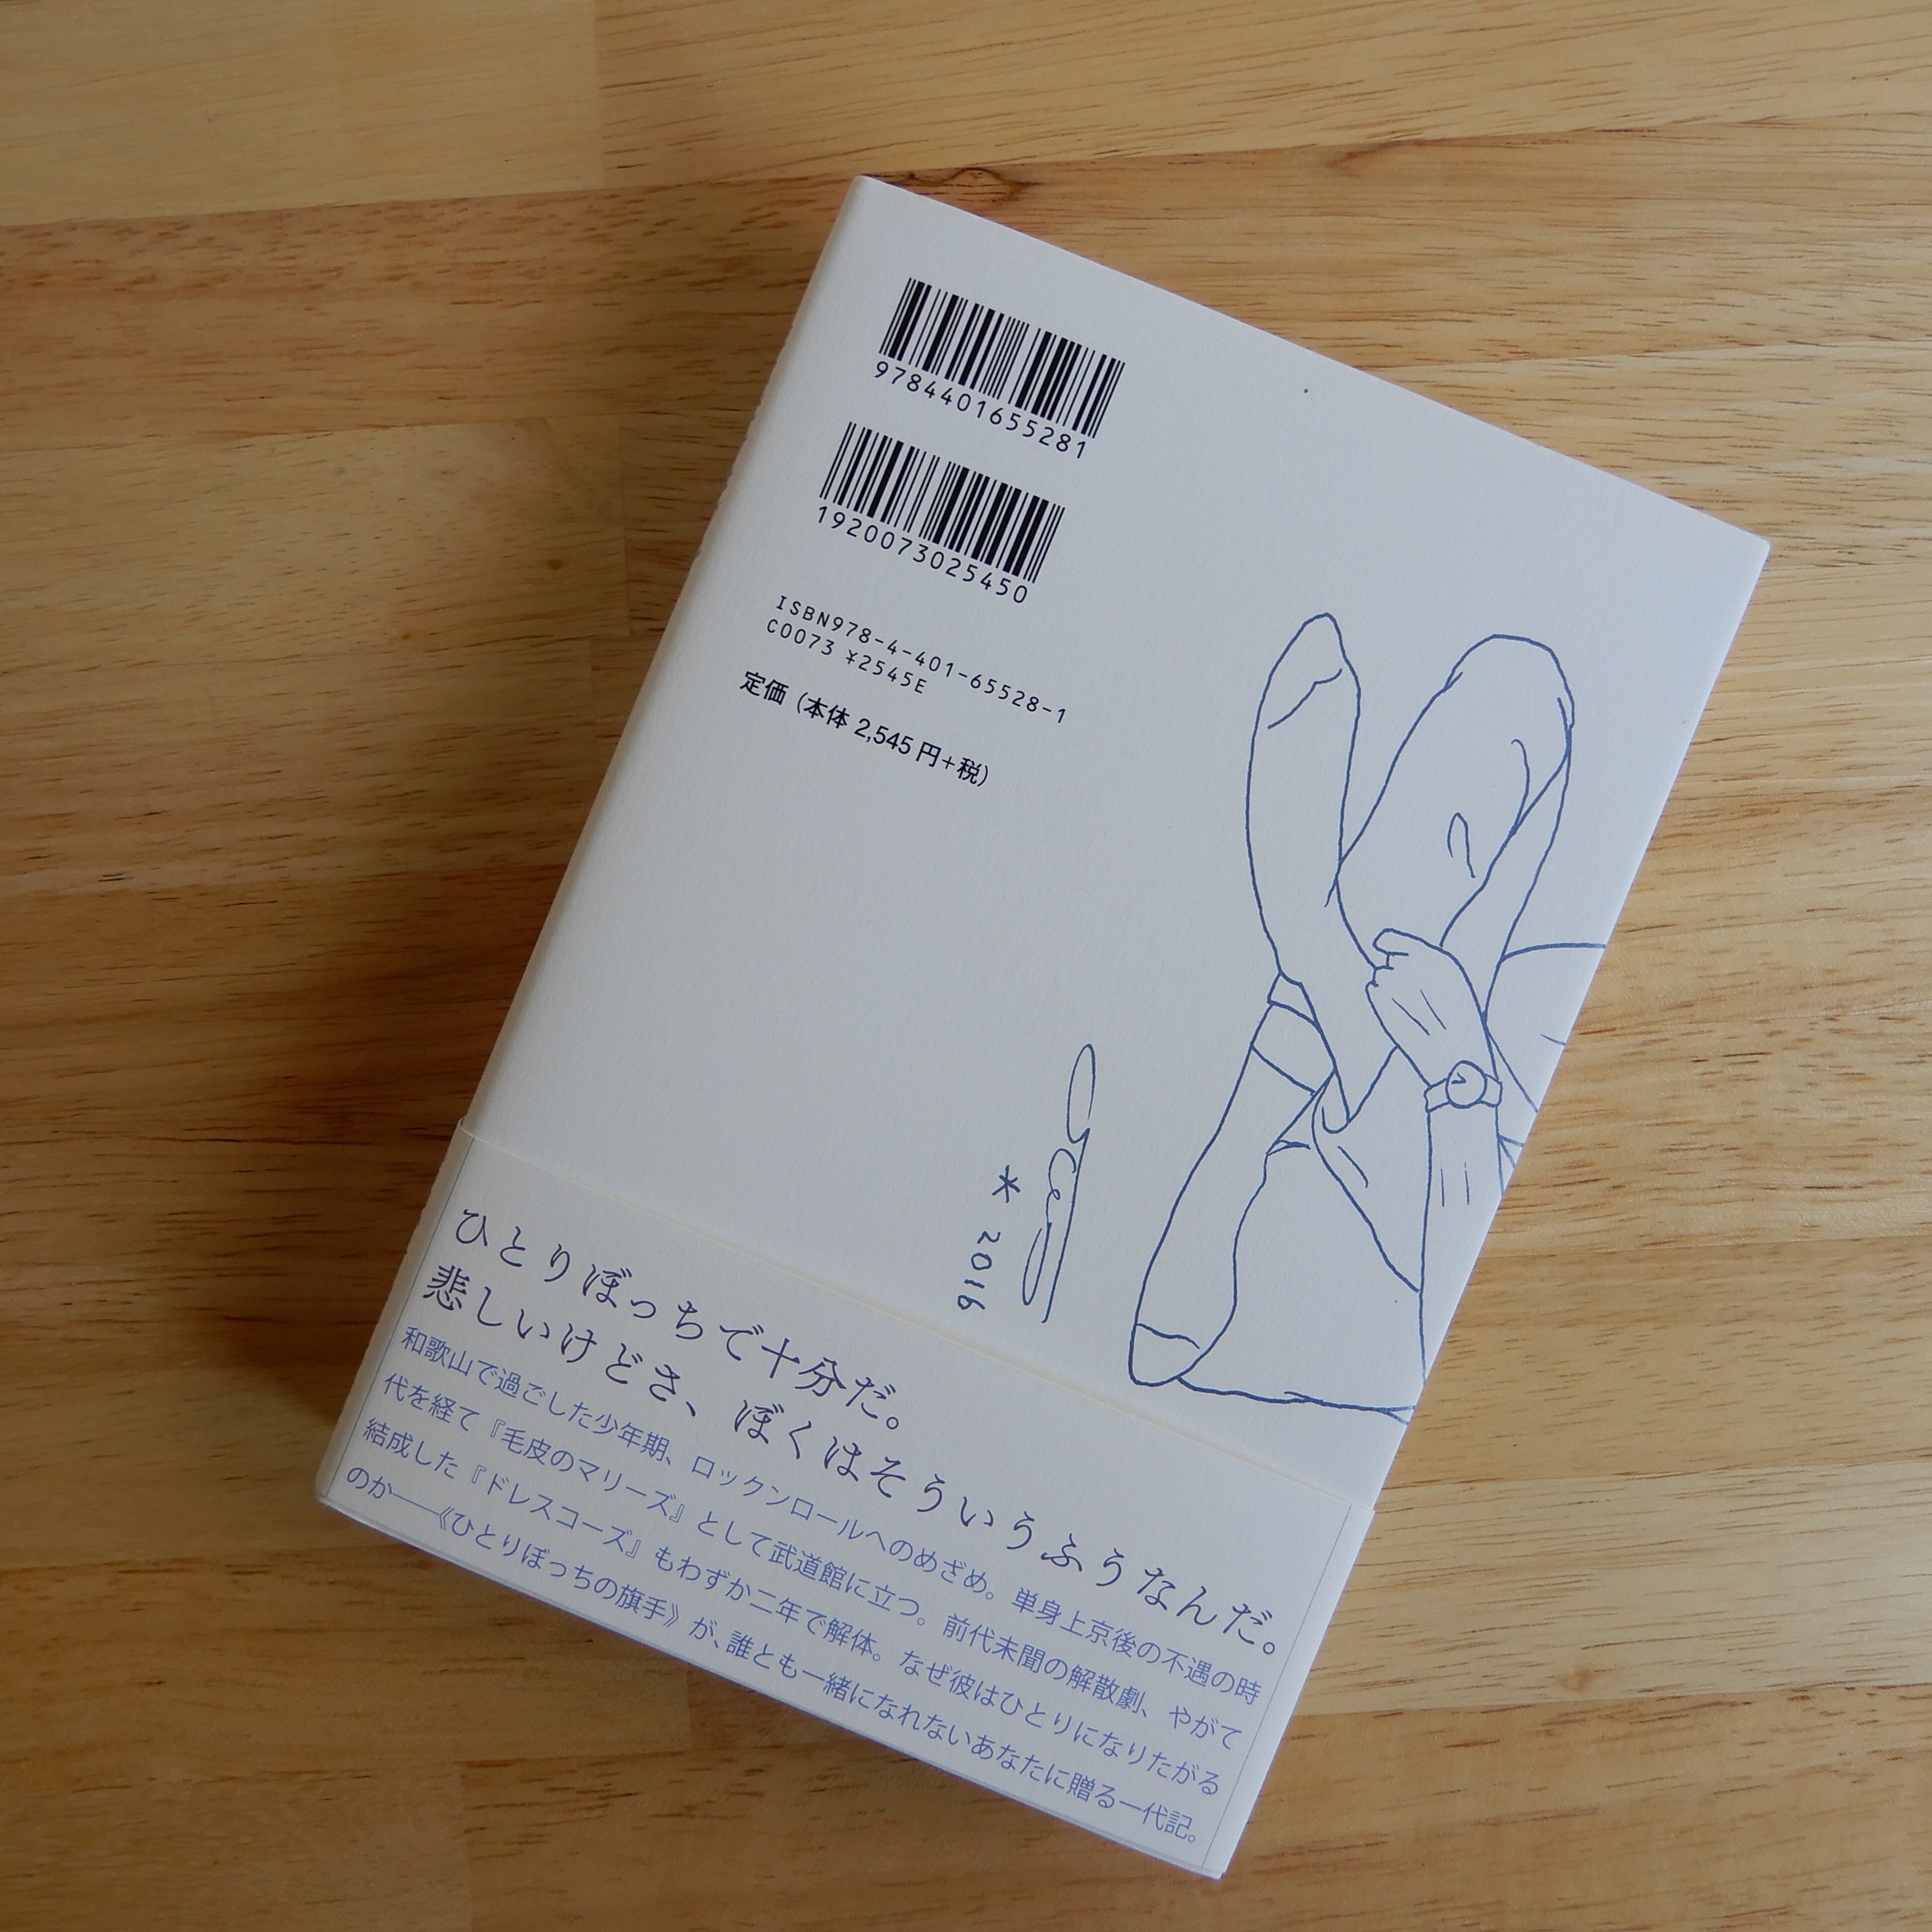 9784401655281
1920073025450
ISBN978-4-401-65528-1
C0073 ¥2545E
定価（本体 2,545 円+税）
* 2016
ひとりぼっちで十分だ。
悲しいけどさ、ぼくはそういうふうなんだ。
和歌山で過ごした少年期、ロックンロールへのめざめ。単身上京後の不遇の時
代を経て『毛皮のマリーズ』として武道館に立つ。前代未聞の解散劇、やがて
結成した『ドレスコーズ』もわずか二年で解体。なぜ彼はひとりになりたがる
のか──《ひとりぼっちの旗手》が、誰とも一緒になれないあなたに贈る一代記。